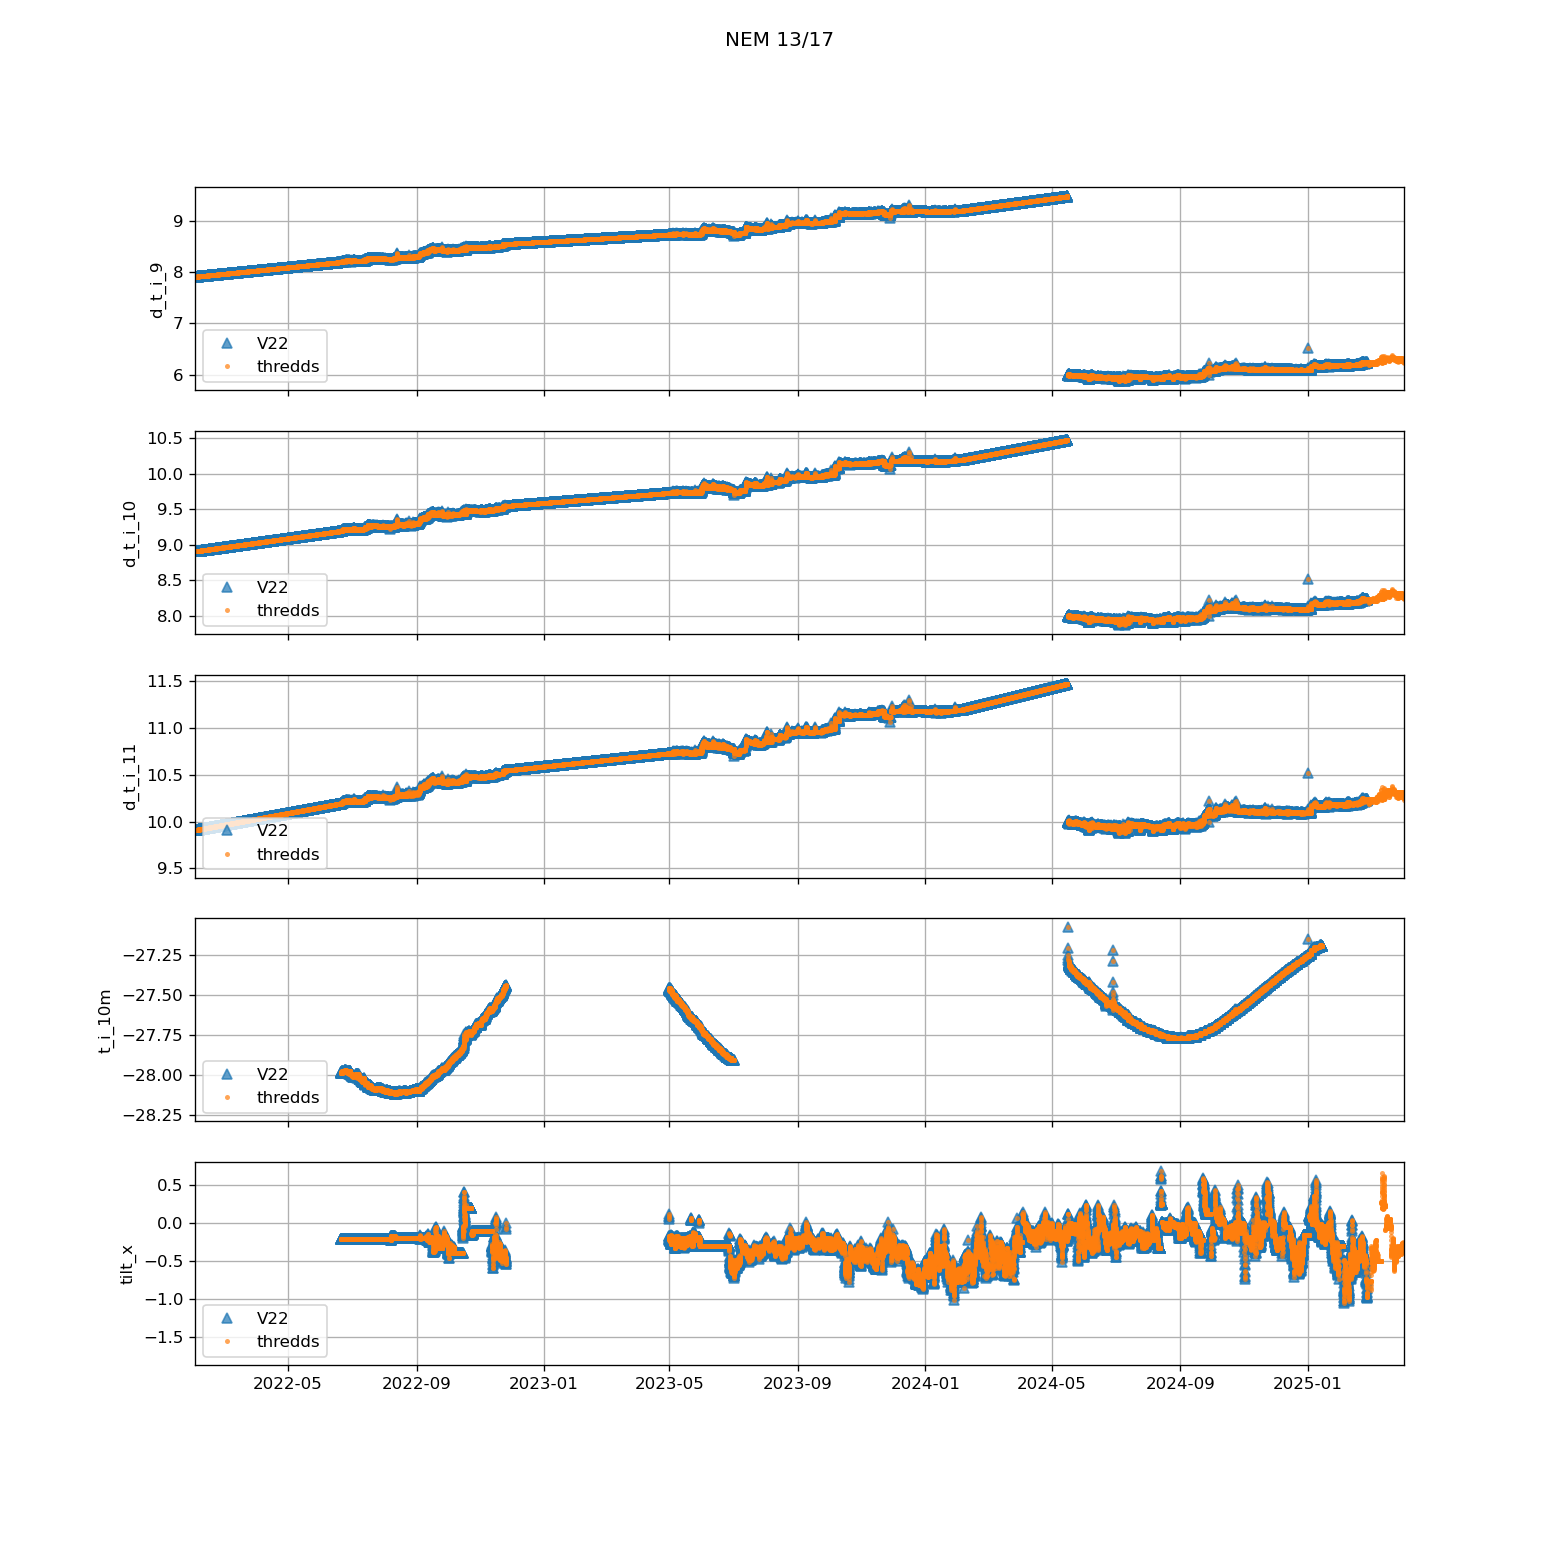 NEM 13/17
d_t_i_9
9
8
7
6
V22
thredds
d_t_i_10
10.5
10.0
9.5
9.0
8.5
8.0
V22
thredds
d_t_i_11
11.5
11.0
10.5
10.0
9.5
V22
thredds
t_i_10m
−27.25
−27.50
−27.75
−28.00
−28.25
V22
thredds
tilt_x
0.5
0.0
−0.5
−1.0
−1.5
V22
thredds
2022-05 2022-09 2023-01 2023-05 2023-09 2024-01 2024-05 2024-09 2025-01